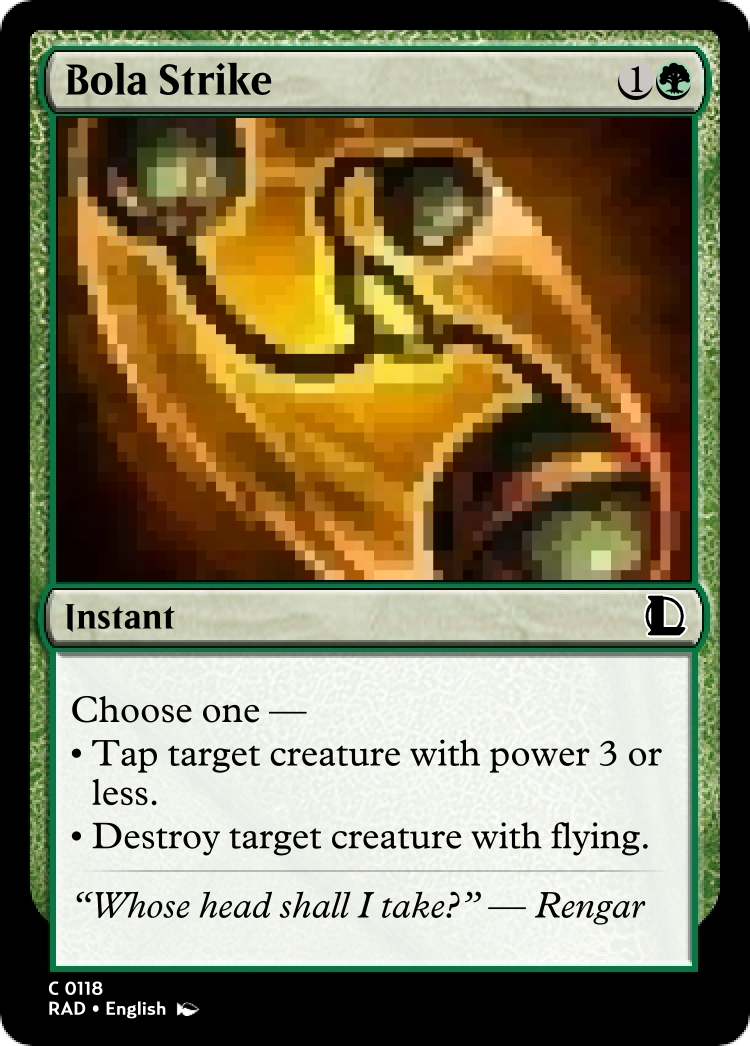 Bola Strike 1
Instant
Choose one —
• Tap target creature with power 3 or
less.
• Destroy target creature with flying.
“Whose head shall I take?” — Rengar
C 0118
RAD • English